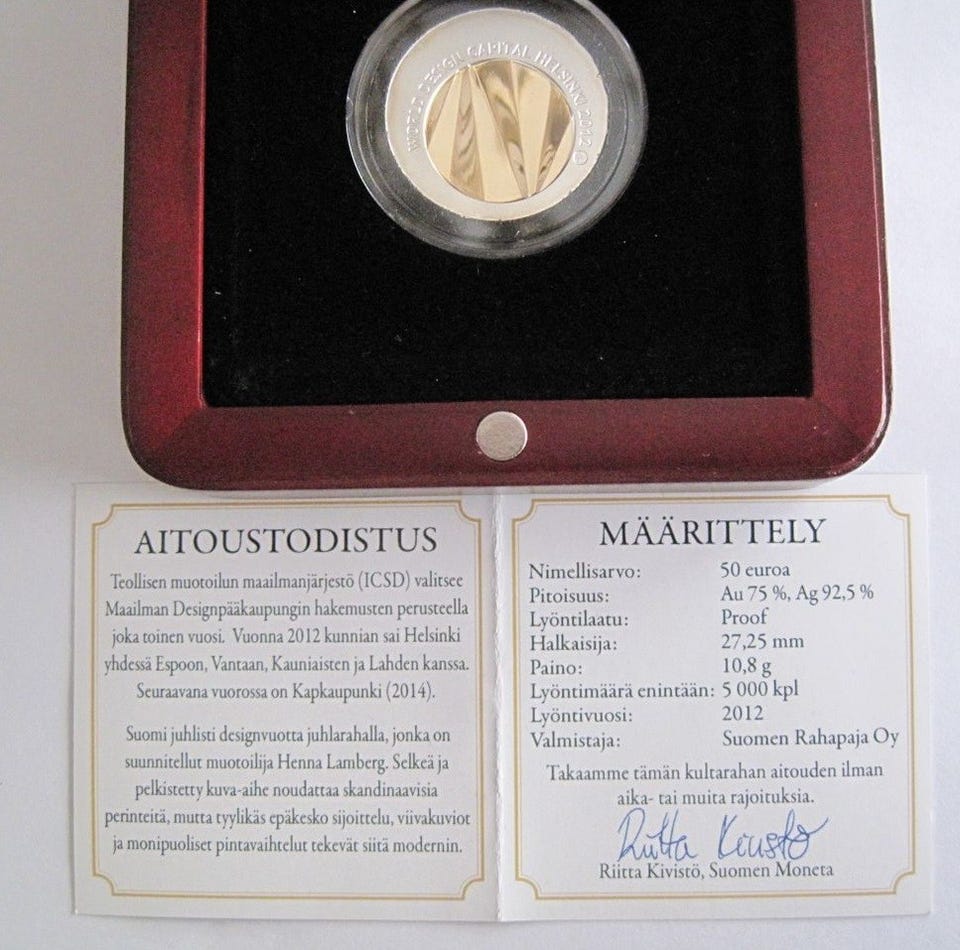 WORLD DESIGN CAPITAL HELSINKI 2012
AITOUSTODISTUS
Teollisen muotoilun maailmanjärjestö (ICSD) valitsee
Maailman Designpääkaupungin hakemusten perusteella
joka toinen vuosi. Vuonna 2012 kunnian sai Helsinki
yhdessä Espoon, Vantaan, Kauniaisten ja Lahden kanssa.
Seuraavana vuorossa on Kapkaupunki (2014).
Suomi juhlisti designvuotta juhlarahalla, jonka on
suunnitellut muotoilija Henna Lamberg. Selkeä ja
pelkistetty kuva-aihe noudattaa skandinaavisia
perinteitä, mutta tyylikäs epäkesko sijoittelu, viivakuviot
ja monipuoliset pintavaihtelut tekevät siitä modernin.
MÄÄRITTELY
Nimellisarvo: 50 euroa
Pitoisuus: Au 75 %, Ag 92,5 %
Lyöntilaatu: Proof
Halkaisija: 27,25 mm
Paino: 10,8 g
Lyöntimäärä enintään: 5 000 kpl
Lyöntivuosi: 2012
Valmistaja: Suomen Rahapaja Oy
Takaamme tämän kultarahan aitouden ilman
aika- tai muita rajoituksia.
Riitta Kivistö
Riitta Kivistö, Suomen Moneta